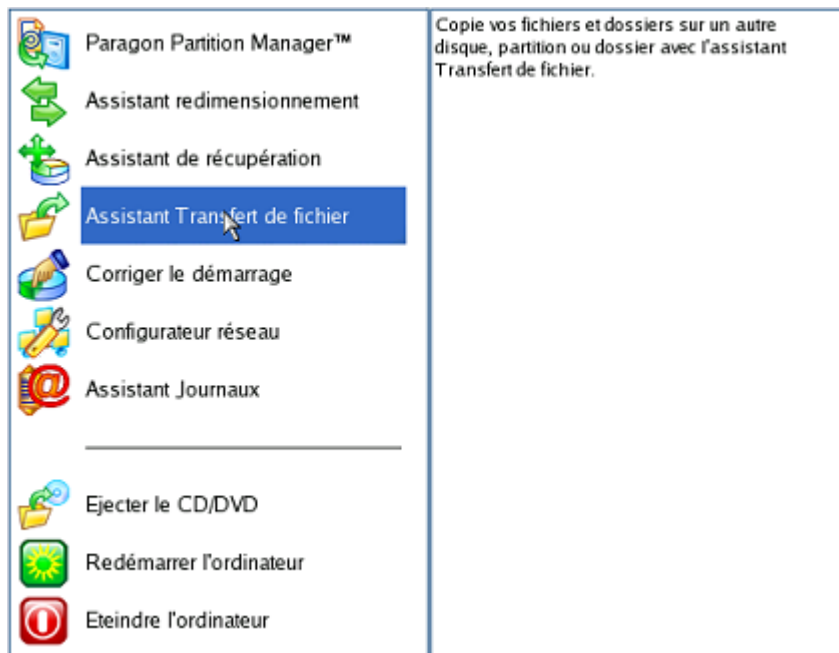 Paragon Partition Manager™
Assistant redimensionnement
Assistant de récupération
Assistant Transfert de fichier
Corriger le démarrage
Configurateur réseau
Assistant Journaux
Ejecter le CD/DVD
Redémarrer l'ordinateur
Eteindre l'ordinateur
Copie vos fichiers et dossiers sur un autre
disque, partition ou dossier avec l'assistant
Transfert de fichier.